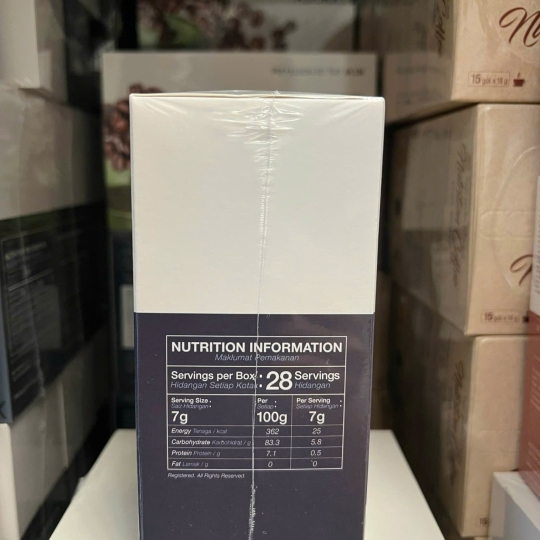 NUTRITION INFORMATION
Maklumat Pemakanan
Servings per Box : 28 Servings
Hidangan Setiap Kotak : Hidangan
Serving Size Per Per Serving
Saiz Hidangan Setiap Setiap Hidangan
7g 100g 7g
Energy Tenaga / kcal 362 25
Carbohydrate Karbohidrat / g 83.3 5.8
Protein Protein / g 7.1 0.5
Fat Lemak / g 0 0
Registered. All Rights Reserved
15
15